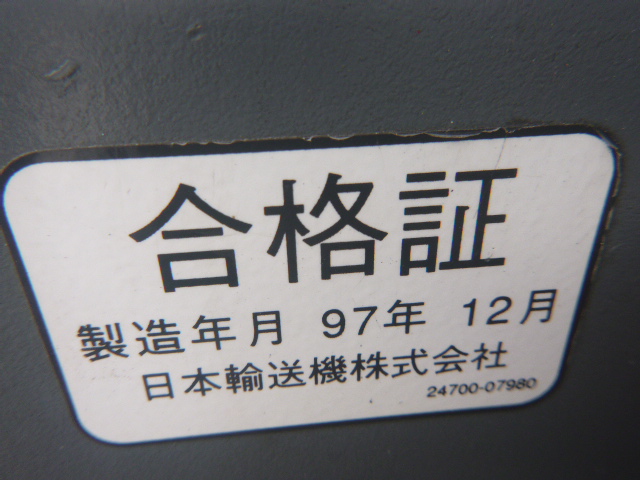 合格証
製造年月 97年 12月
日本輸送機株式会社
24700-07980